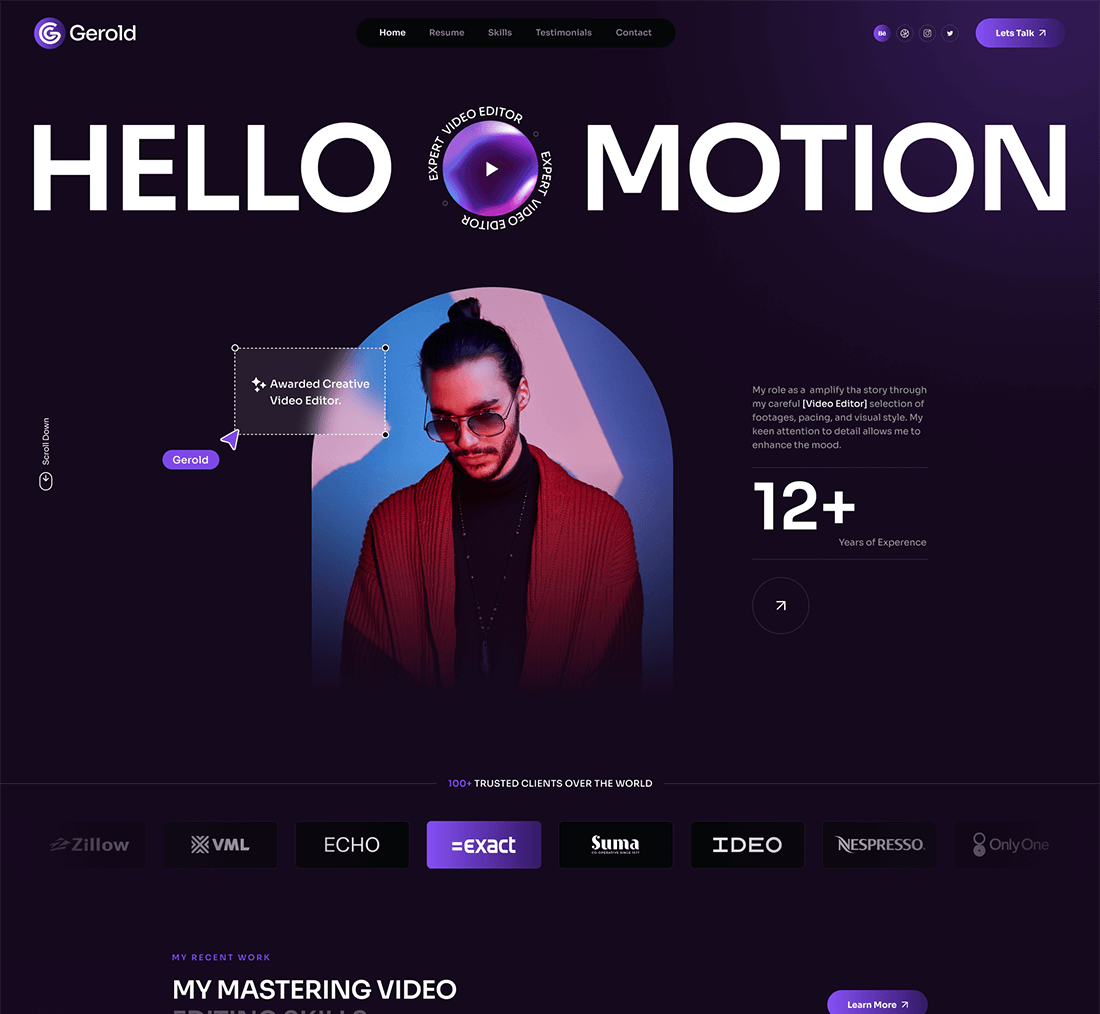 Gerold
Home Resume Skills Testimonials Contact
Bē
Lets Talk
HELLO MOTION
EXPERT VIDEO EDITOR EXPERT VIDEO EDITOR
Awarded Creative
Video Editor.
Gerold
Scroll Down
My role as a amplify tha story through
my careful [Video Editor] selection of
footages, pacing, and visual style. My
keen attention to detail allows me to
enhance the mood.
12+
Years of Experence
100+ TRUSTED CLIENTS OVER THE WORLD
Zillow
VML
ECHO
=exact
Suma
CO-OPERATIVE SINCE 1977
IDEO
NESPRESSO.
OnlyOne
MY RECENT WORK
MY MASTERING VIDEO
EDITING SKILLS
Learn More